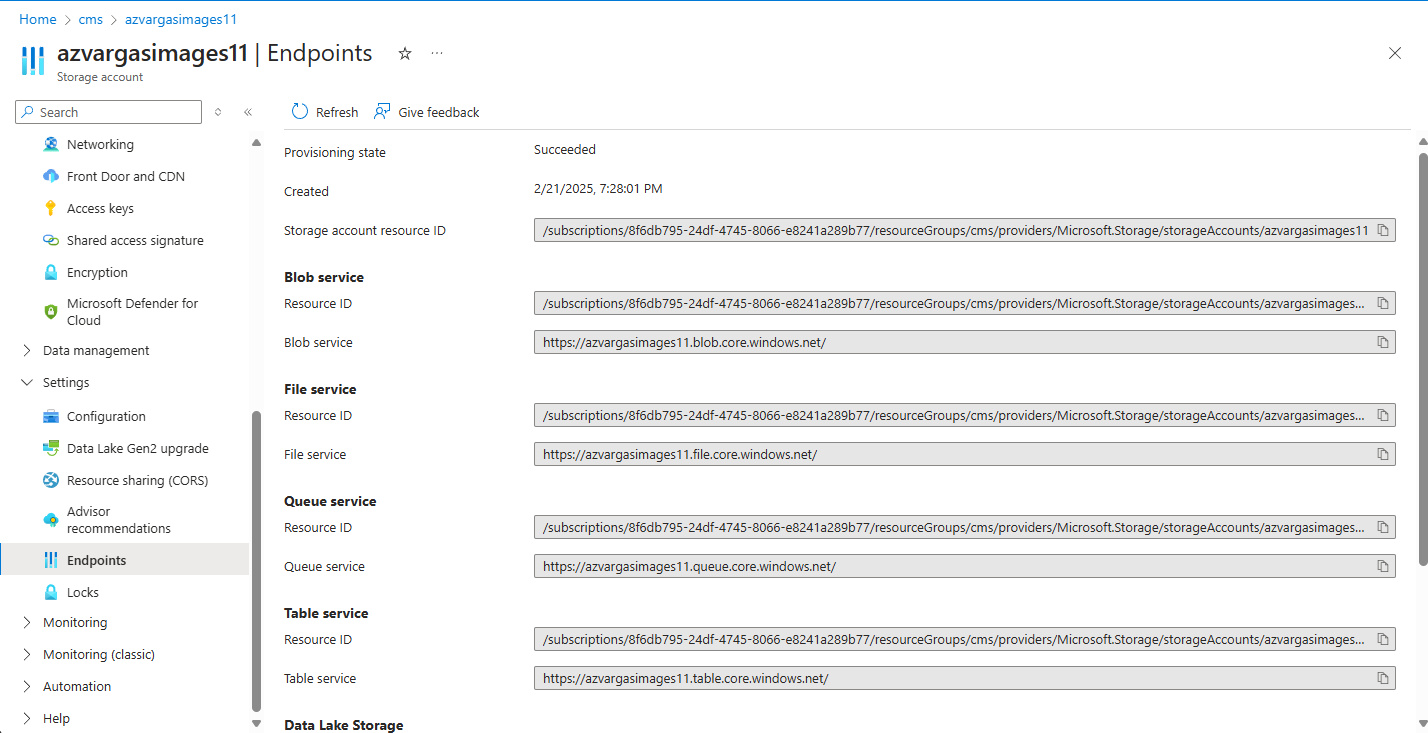 Home > cms > azvargasimages11
azvargasimages11 | Endpoints
Storage account
Search
Networking
Front Door and CDN
Access keys
Shared access signature
Encryption
Microsoft Defender for
Cloud
Data management
Settings
Configuration
Data Lake Gen2 upgrade
Resource sharing (CORS)
Advisor
recommendations
Endpoints
Locks
Monitoring
Monitoring (classic)
Automation
Help
Refresh Give feedback
Provisioning state Succeeded
Created 2/21/2025, 7:28:01 PM
Storage account resource ID /subscriptions/8f6db795-24df-4745-8066-e8241a289b77/resourceGroups/cms/providers/Microsoft.Storage/storageAccounts/azvargasimages11
Blob service
Resource ID /subscriptions/8f6db795-24df-4745-8066-e8241a289b77/resourceGroups/cms/providers/Microsoft.Storage/storageAccounts/azvargasimages...
Blob service https://azvargasimages11.blob.core.windows.net/
File service
Resource ID /subscriptions/8f6db795-24df-4745-8066-e8241a289b77/resourceGroups/cms/providers/Microsoft.Storage/storageAccounts/azvargasimages...
File service https://azvargasimages11.file.core.windows.net/
Queue service
Resource ID /subscriptions/8f6db795-24df-4745-8066-e8241a289b77/resourceGroups/cms/providers/Microsoft.Storage/storageAccounts/azvargasimages...
Queue service https://azvargasimages11.queue.core.windows.net/
Table service
Resource ID /subscriptions/8f6db795-24df-4745-8066-e8241a289b77/resourceGroups/cms/providers/Microsoft.Storage/storageAccounts/azvargasimages...
Table service https://azvargasimages11.table.core.windows.net/
Data Lake Storage